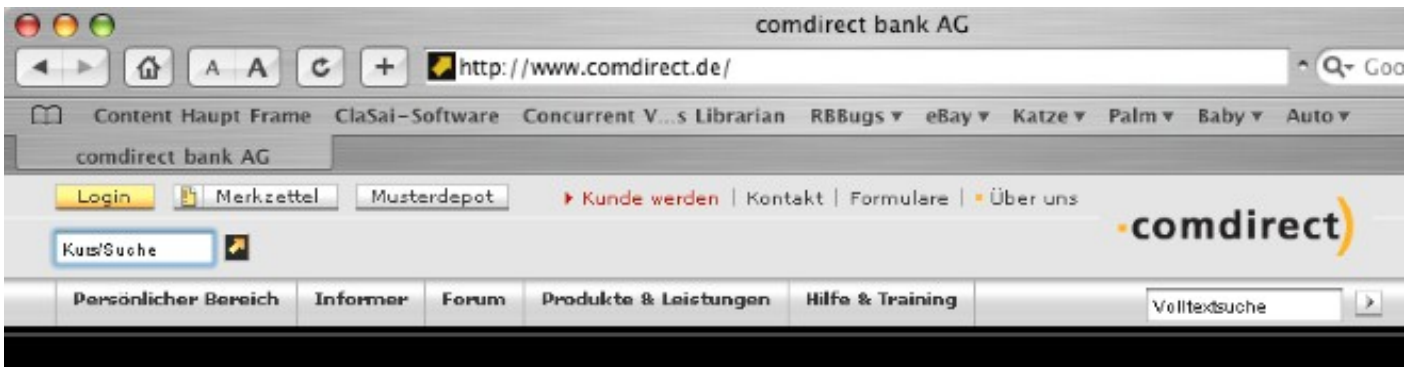 comdirect bank AG
A A http://www.comdirect.de/ Q Goo
Content Haupt Frame ClaSai-Software Concurrent V...s Librarian RBBugs eBay Katze Palm Baby Auto
comdirect bank AG
Login Merkzettel Musterdepot Kunde werden | Kontakt | Formulare | Über uns
comdirect
Kurs/Suche
Persönlicher Bereich Informer Forum Produkte & Leistungen Hilfe & Training Volltextsuche